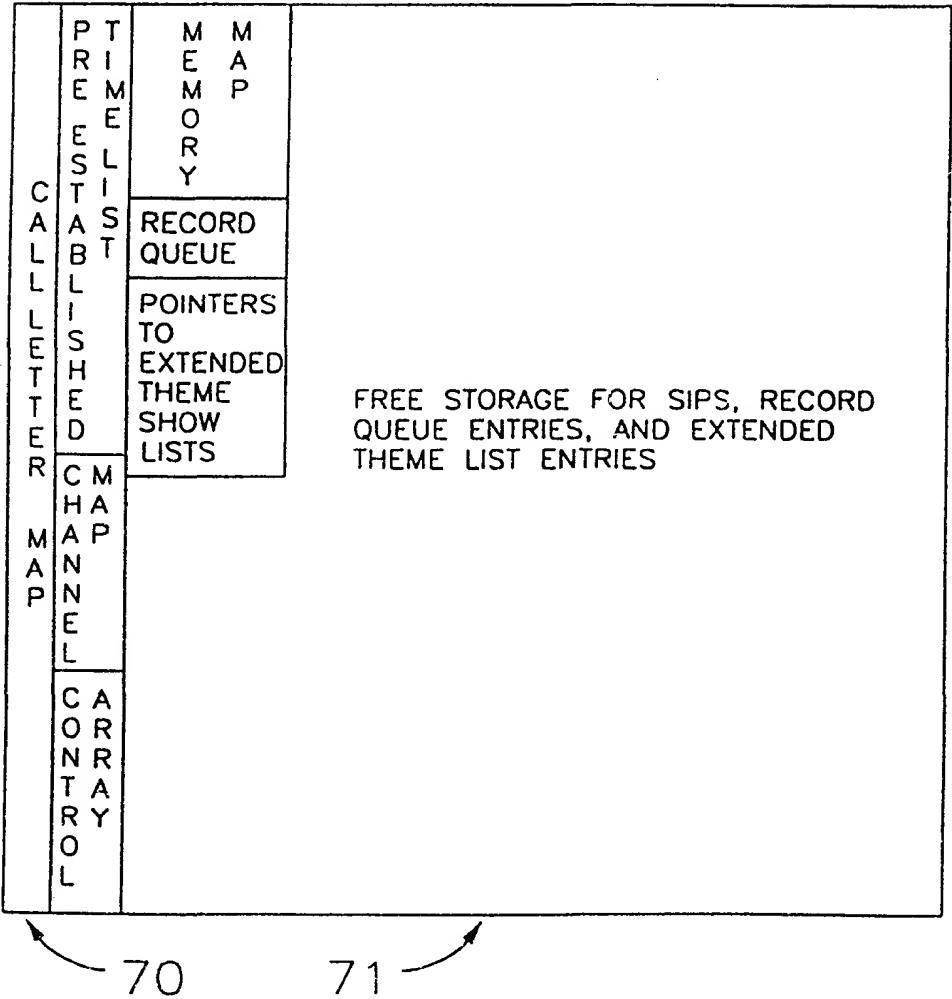 CALL LETTER MAP
PRE ESTABLISHED
TIME LIST
CHANNEL
MAP
CONTROL
ARRAY
MEMORY
MAP
RECORD
QUEUE
POINTERS
TO
EXTENDED
THEME
SHOW
LISTS
FREE STORAGE FOR SIPS, RECORD
QUEUE ENTRIES, AND EXTENDED
THEME LIST ENTRIES
70
71